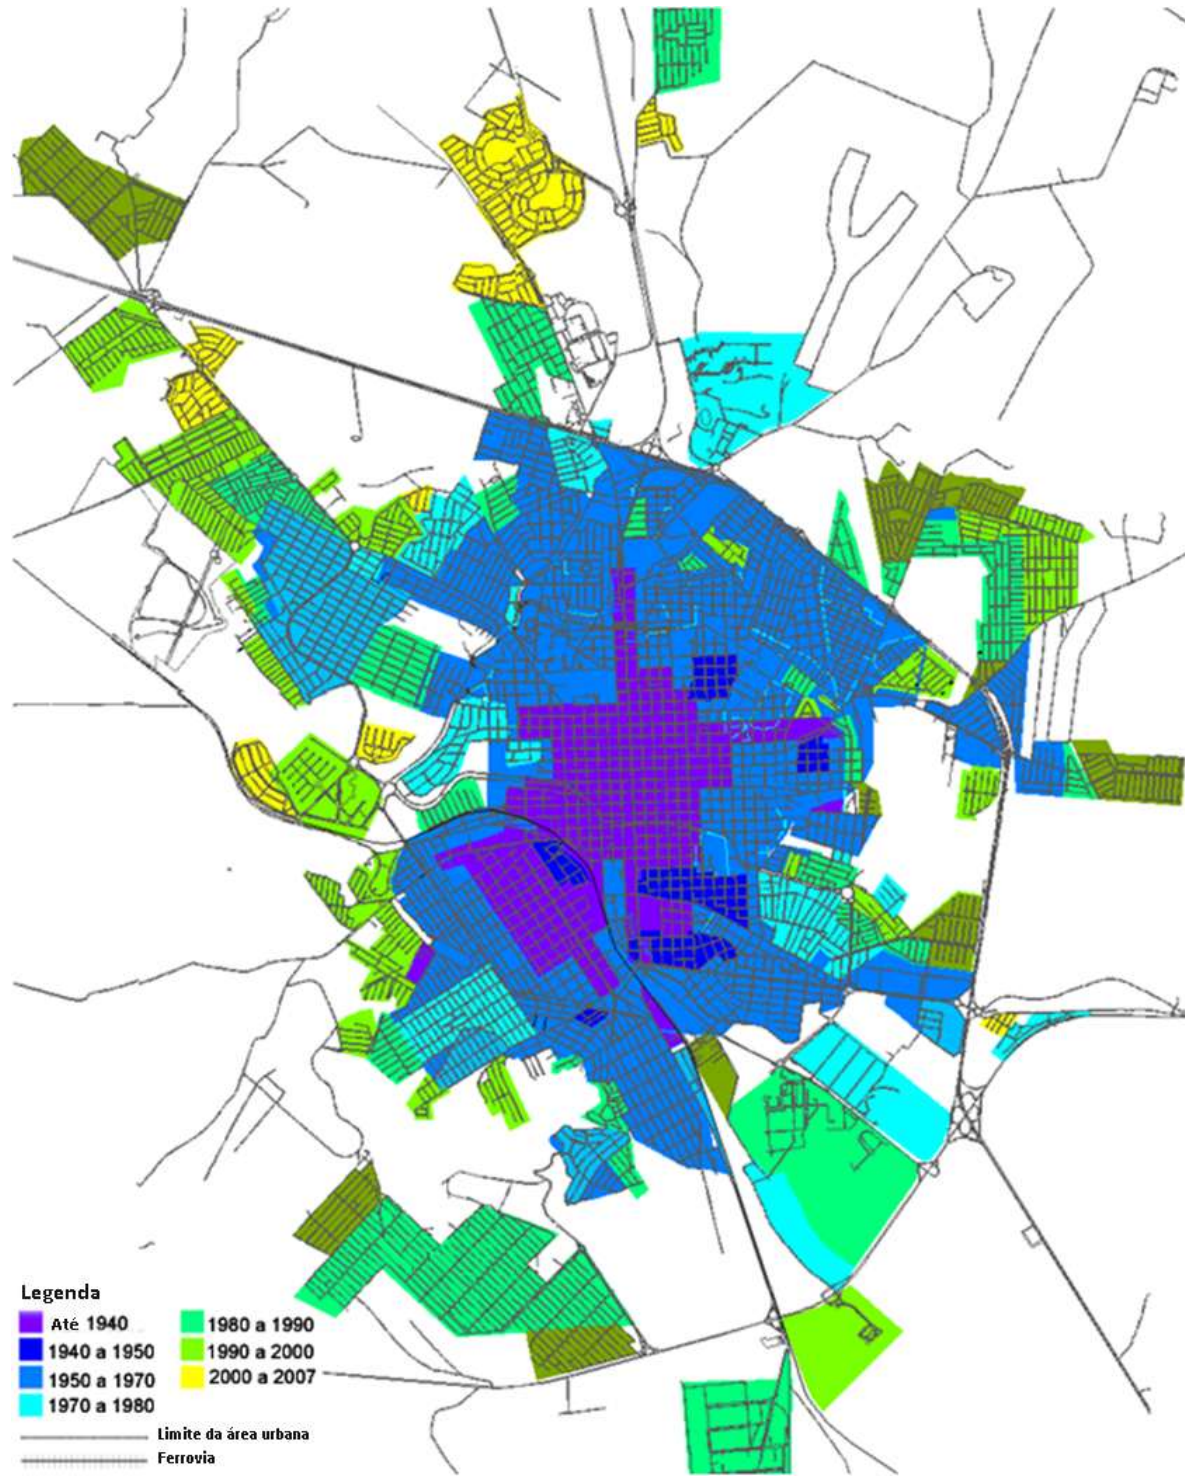 Legenda
Até 1940
1940 a 1950
1950 a 1970
1970 a 1980
1980 a 1990
1990 a 2000
2000 a 2007
Limite da área urbana
Ferrovia